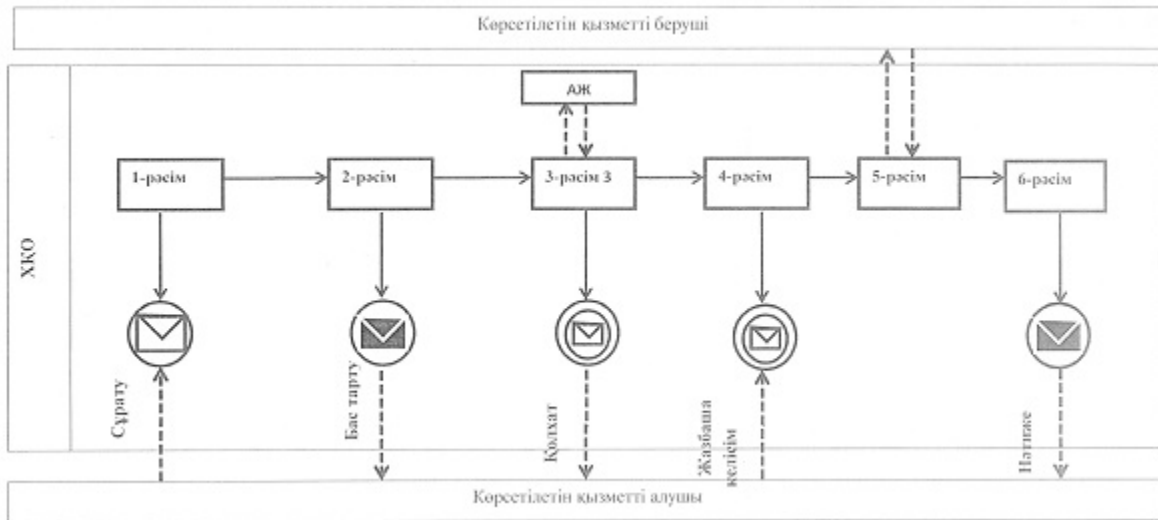 Көрсетілетін қызметті беруші
АЖ
1-рәсім
2-рәсім
3-рәсім 3
4-рәсім
5-рәсім
6-рәсім
ХКО
Сұрату
Бас тарту
Қолхат
Жазбаша
келісім
Нәтиже
Көрсетілетін қызметті алушы